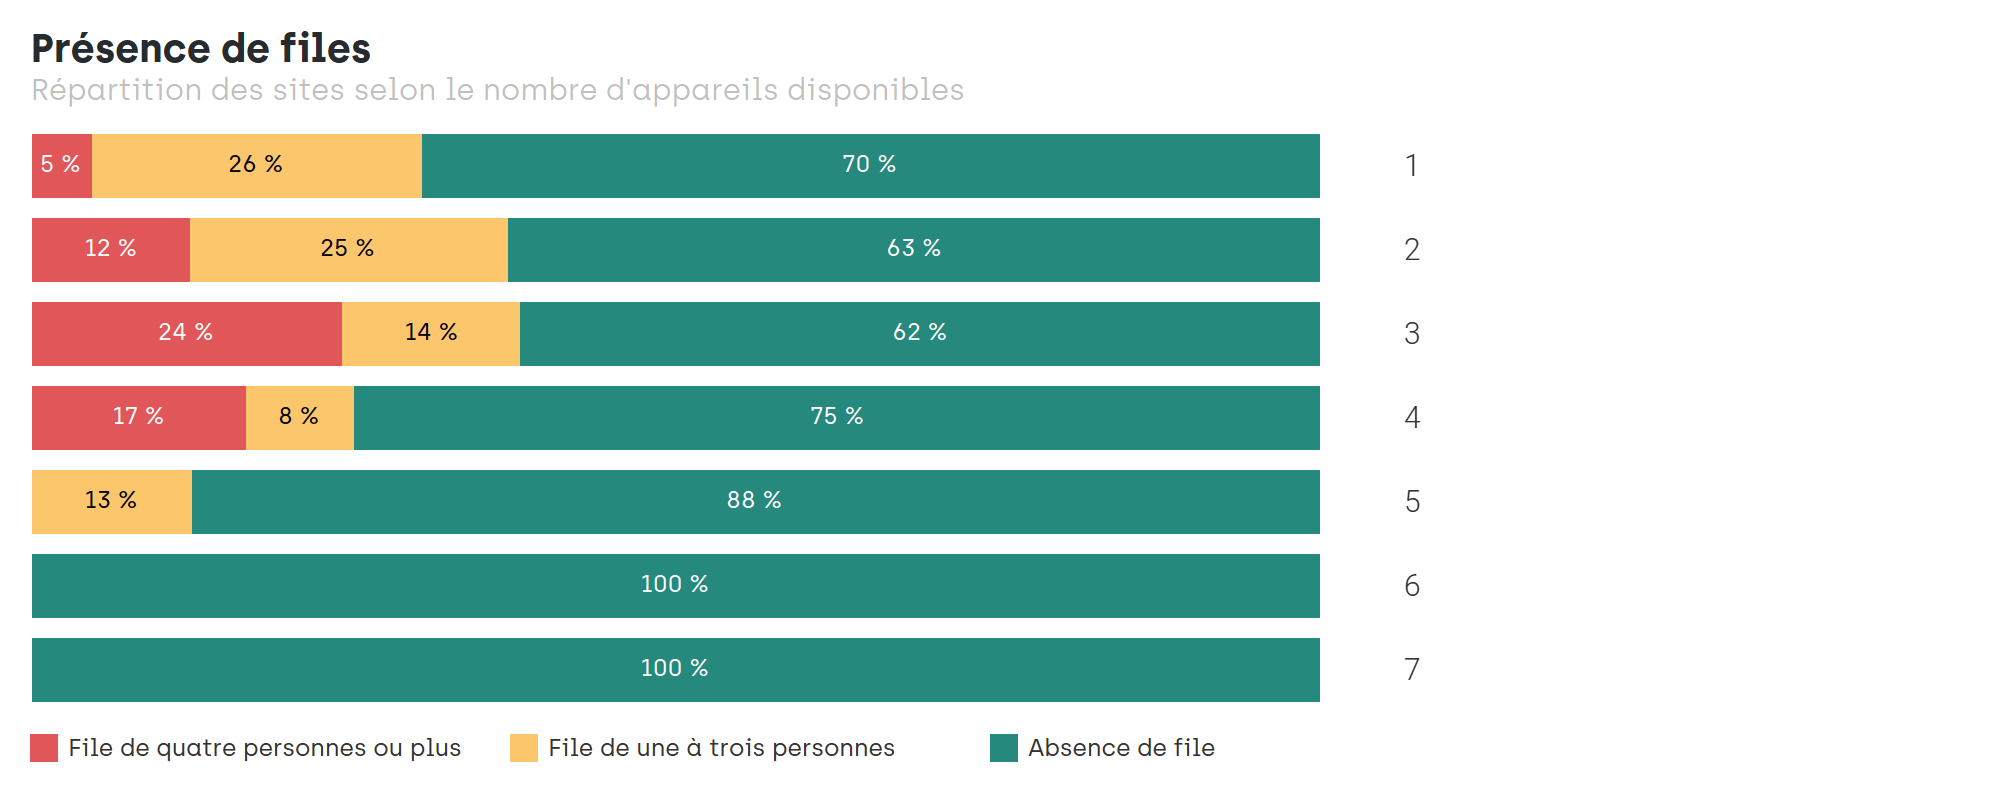 Présence de files
Répartition des sites selon le nombre d'appareils disponibles
5 % 26 % 70 % 1
12 % 25 % 63 % 2
24 % 14 % 62 % 3
17 % 8 % 75 % 4
13 % 88 % 5
100 % 6
100 % 7
File de quatre personnes ou plus File de une à trois personnes Absence de file